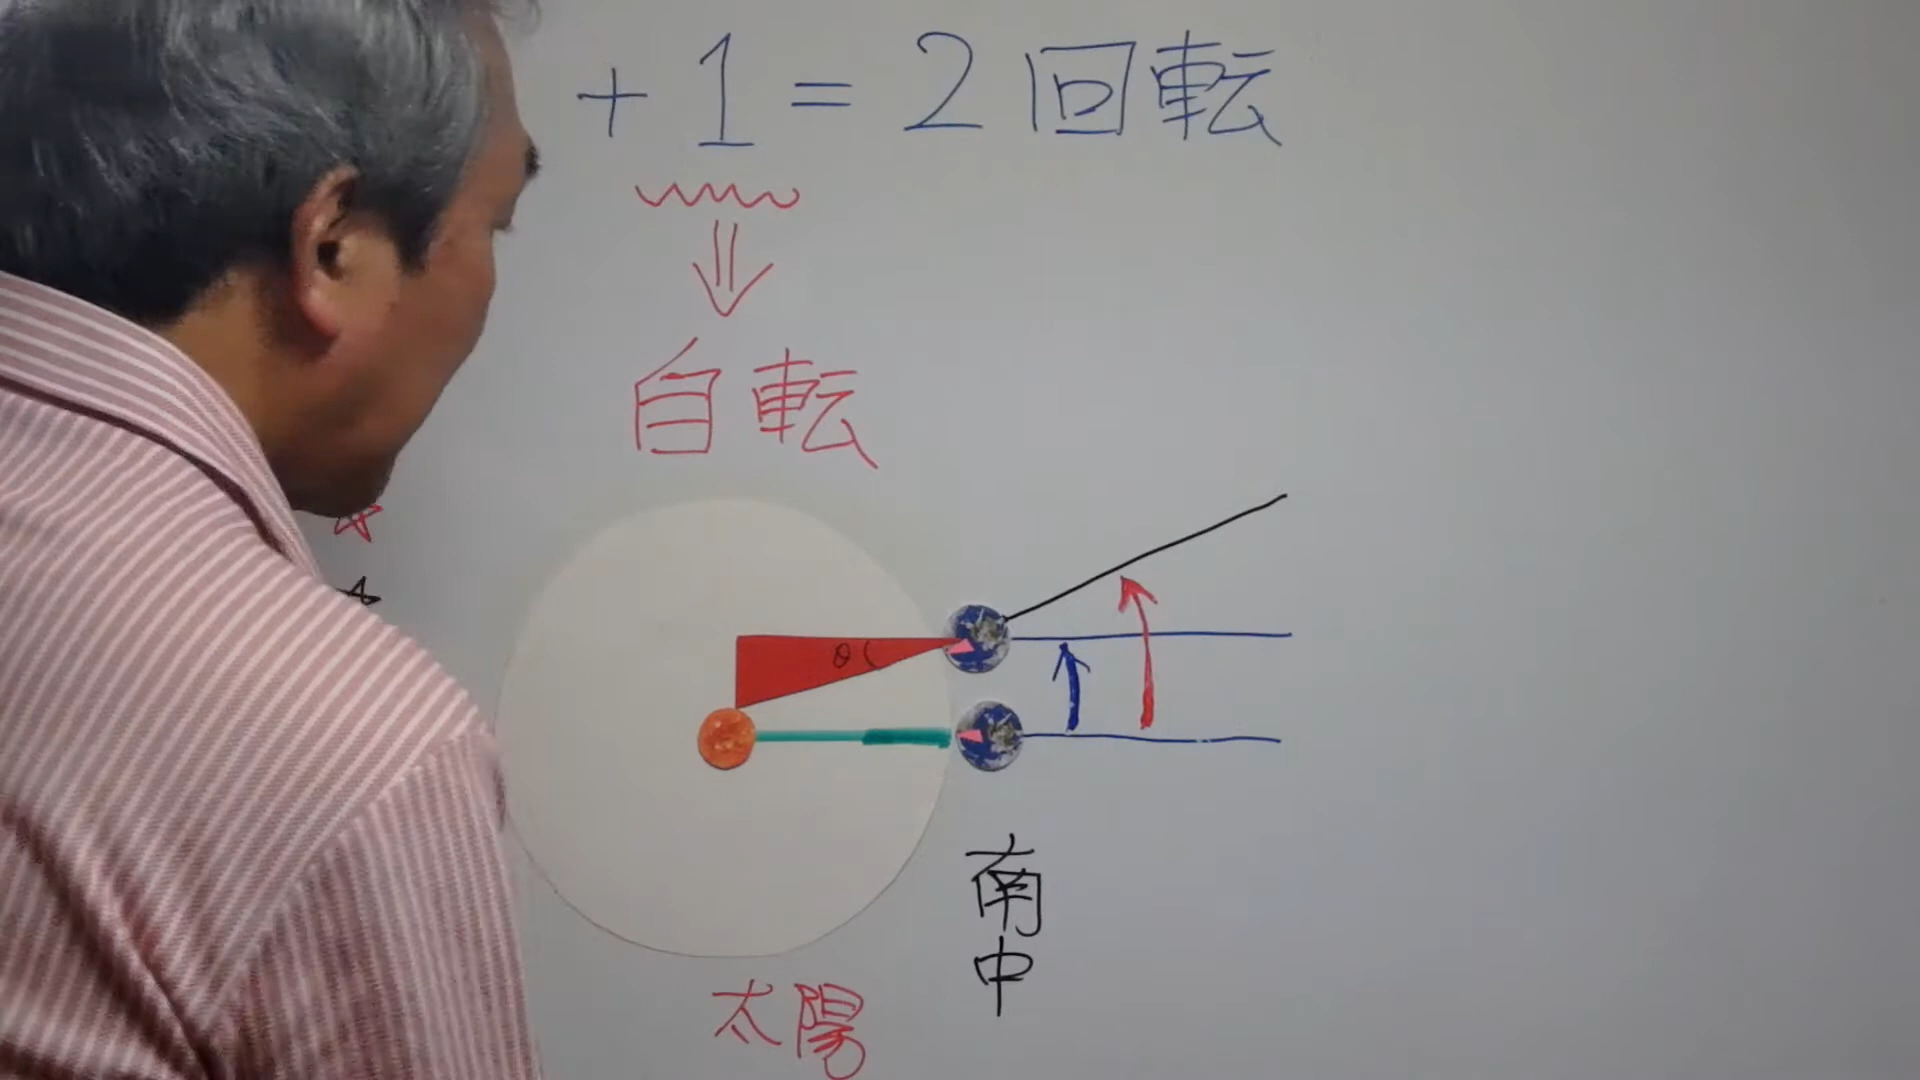 + 1 = 2 回転
自転
θ
南中
太陽